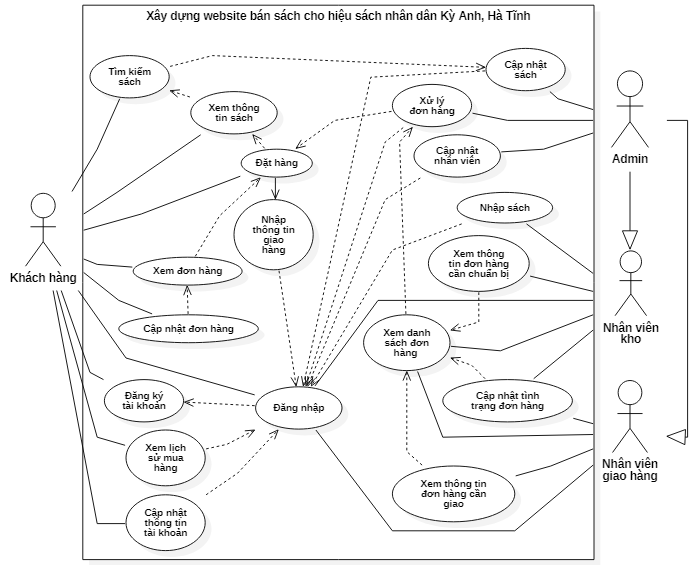 Xây dựng website bán sách cho hiệu sách nhân dân Kỳ Anh, Hà Tĩnh
Tìm kiếm
sách
Cập nhật
sách
Xem thông
tin sách
Xử lý
đơn hàng
Đặt hàng
Cập nhật
nhân viên
Admin
Nhập
thông tin
giao
hàng
Nhập sách
Khách hàng
Xem đơn hàng
Xem thông
tin đơn hàng
cần chuẩn bị
Cập nhật đơn hàng
Xem danh
sách đơn
hàng
Nhân viên
kho
Đăng ký
tài khoản
Đăng nhập
Cập nhật tình
trạng đơn hàng
Xem lịch
sử mua
hàng
Nhân viên
giao hàng
Xem thông tin
đơn hàng cần
giao
Cập nhật
thông tin
tài khoản